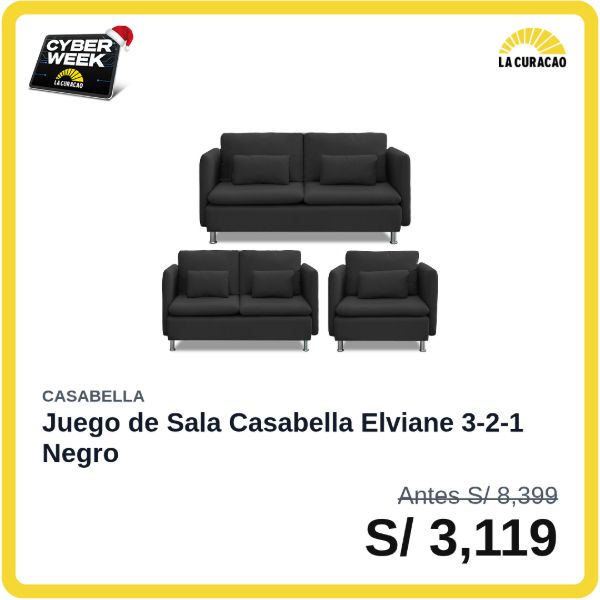 CYBER
WEEK
LA CURACAO
LA CURACAO
CASABELLA
Juego de Sala Casabella Elviane 3-2-1
Negro
Antes S/ 8,399
S/ 3,119